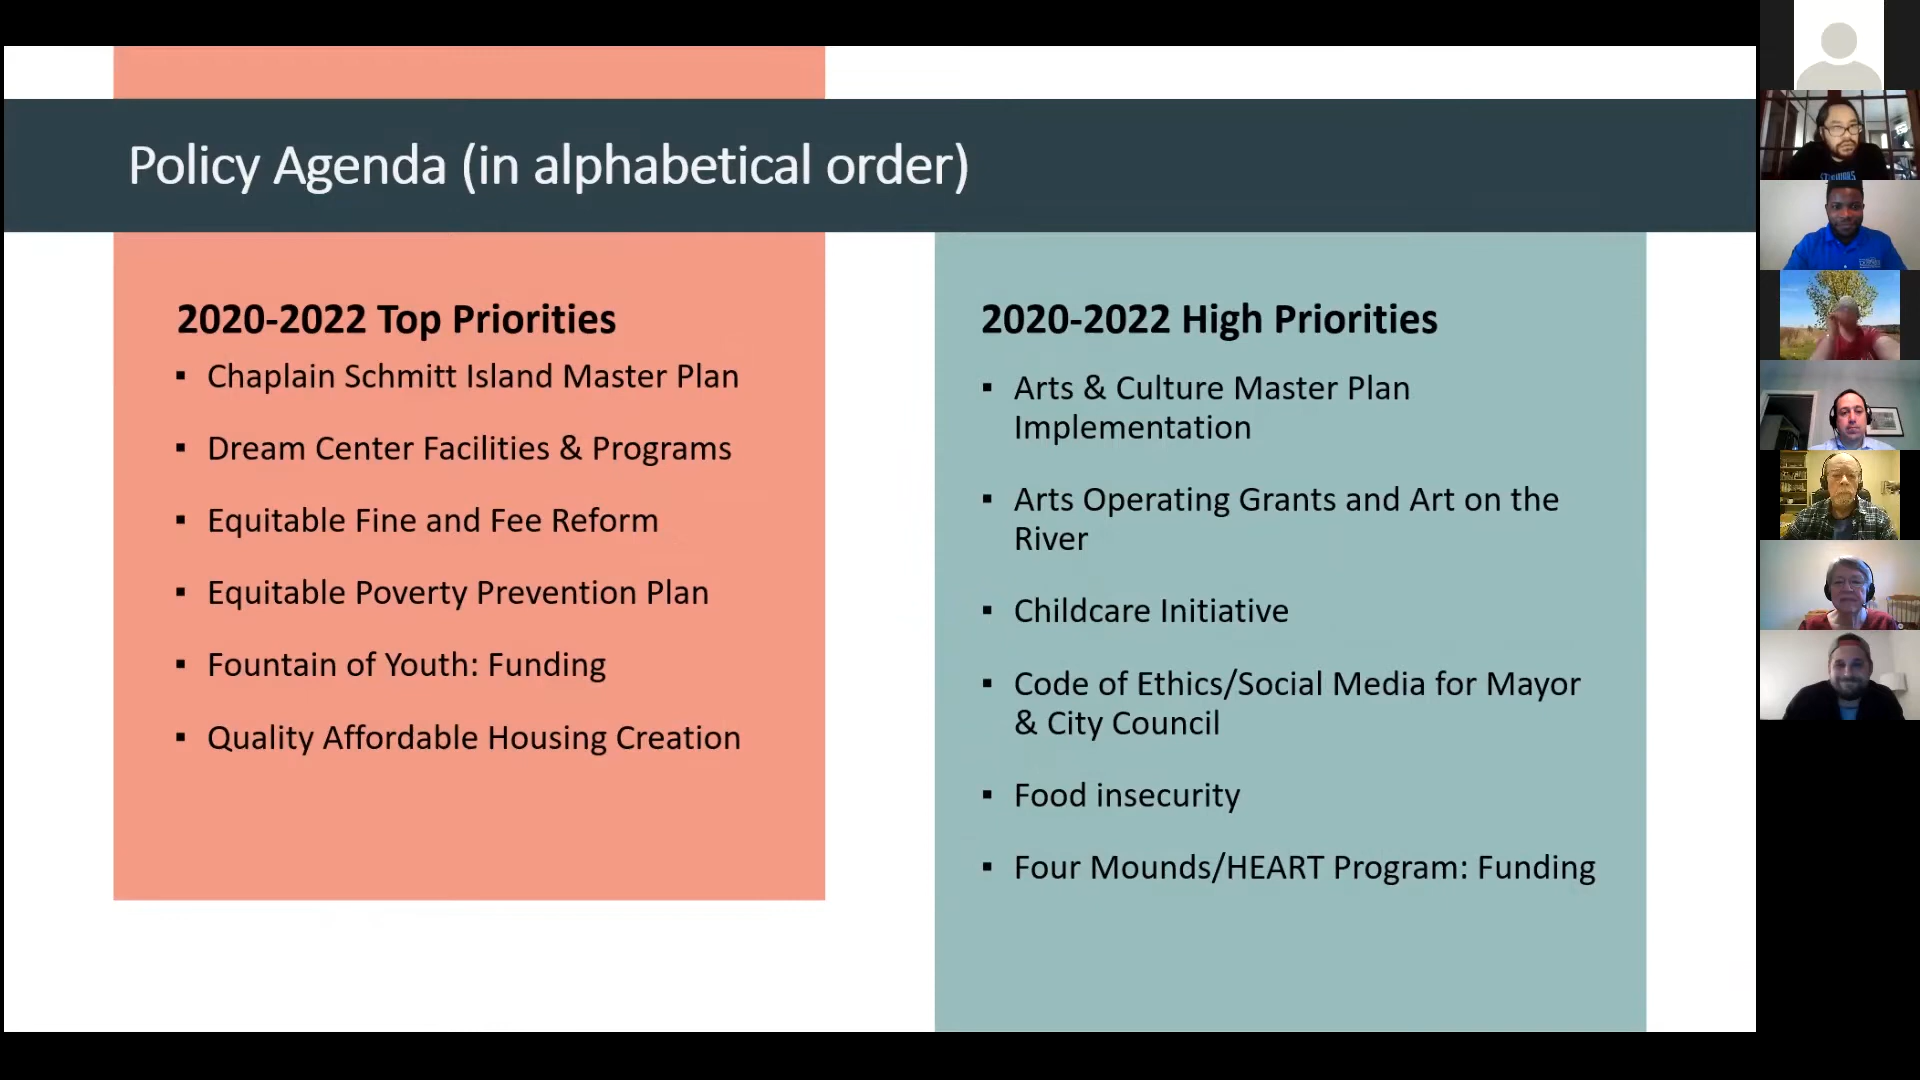 Policy Agenda (in alphabetical order)
2020-2022 Top Priorities
▪ Chaplain Schmitt Island Master Plan
▪ Dream Center Facilities & Programs
▪ Equitable Fine and Fee Reform
▪ Equitable Poverty Prevention Plan
▪ Fountain of Youth: Funding
▪ Quality Affordable Housing Creation
2020-2022 High Priorities
▪ Arts & Culture Master Plan
Implementation
▪ Arts Operating Grants and Art on the
River
▪ Childcare Initiative
▪ Code of Ethics/Social Media for Mayor
& City Council
▪ Food insecurity
▪ Four Mounds/HEART Program: Funding